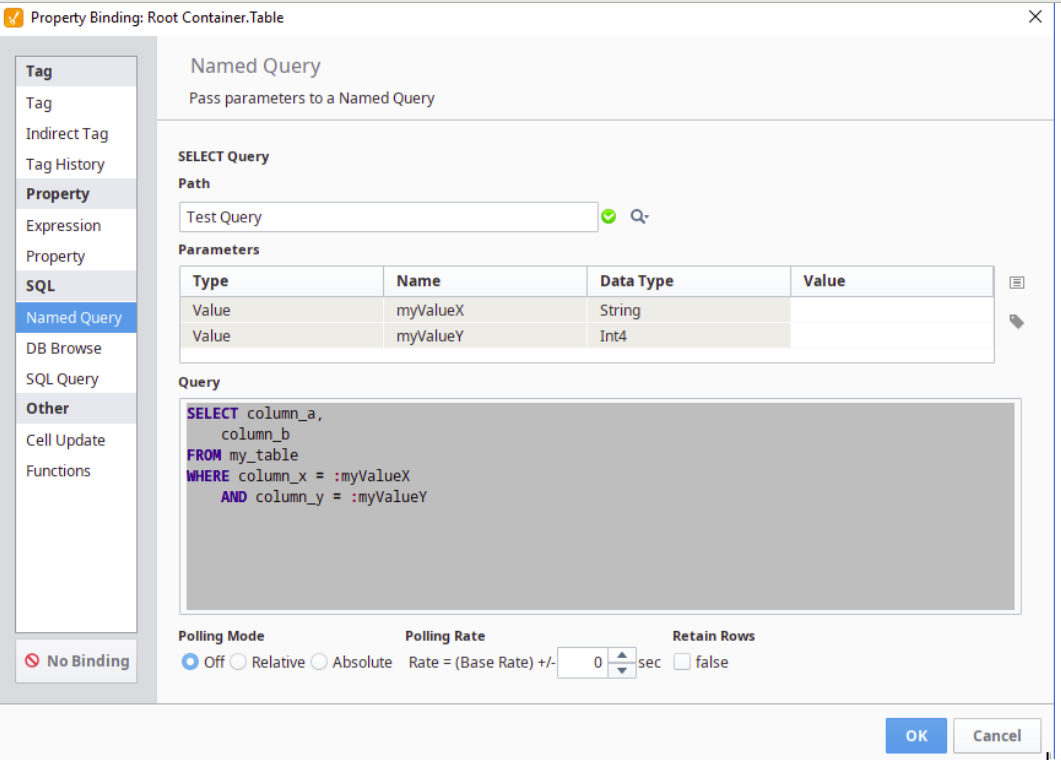 Property Binding: Root Container.Table
Tag
Tag
Indirect Tag
Tag History
Property
Expression
Property
SQL
Named Query
DB Browse
SQL Query
Other
Cell Update
Functions
No Binding
Named Query
Pass parameters to a Named Query
SELECT Query
Path
Test Query
Parameters
Type Name Data Type Value
Value myValueX String
Value myValueY Int4
Query
SELECT column_a,
column_b
FROM my_table
WHERE column_x = :myValueX
AND column_y = :myValueY
Polling Mode Polling Rate Retain Rows
Off Relative Absolute Rate = (Base Rate) +/- 0 sec false
OK Cancel